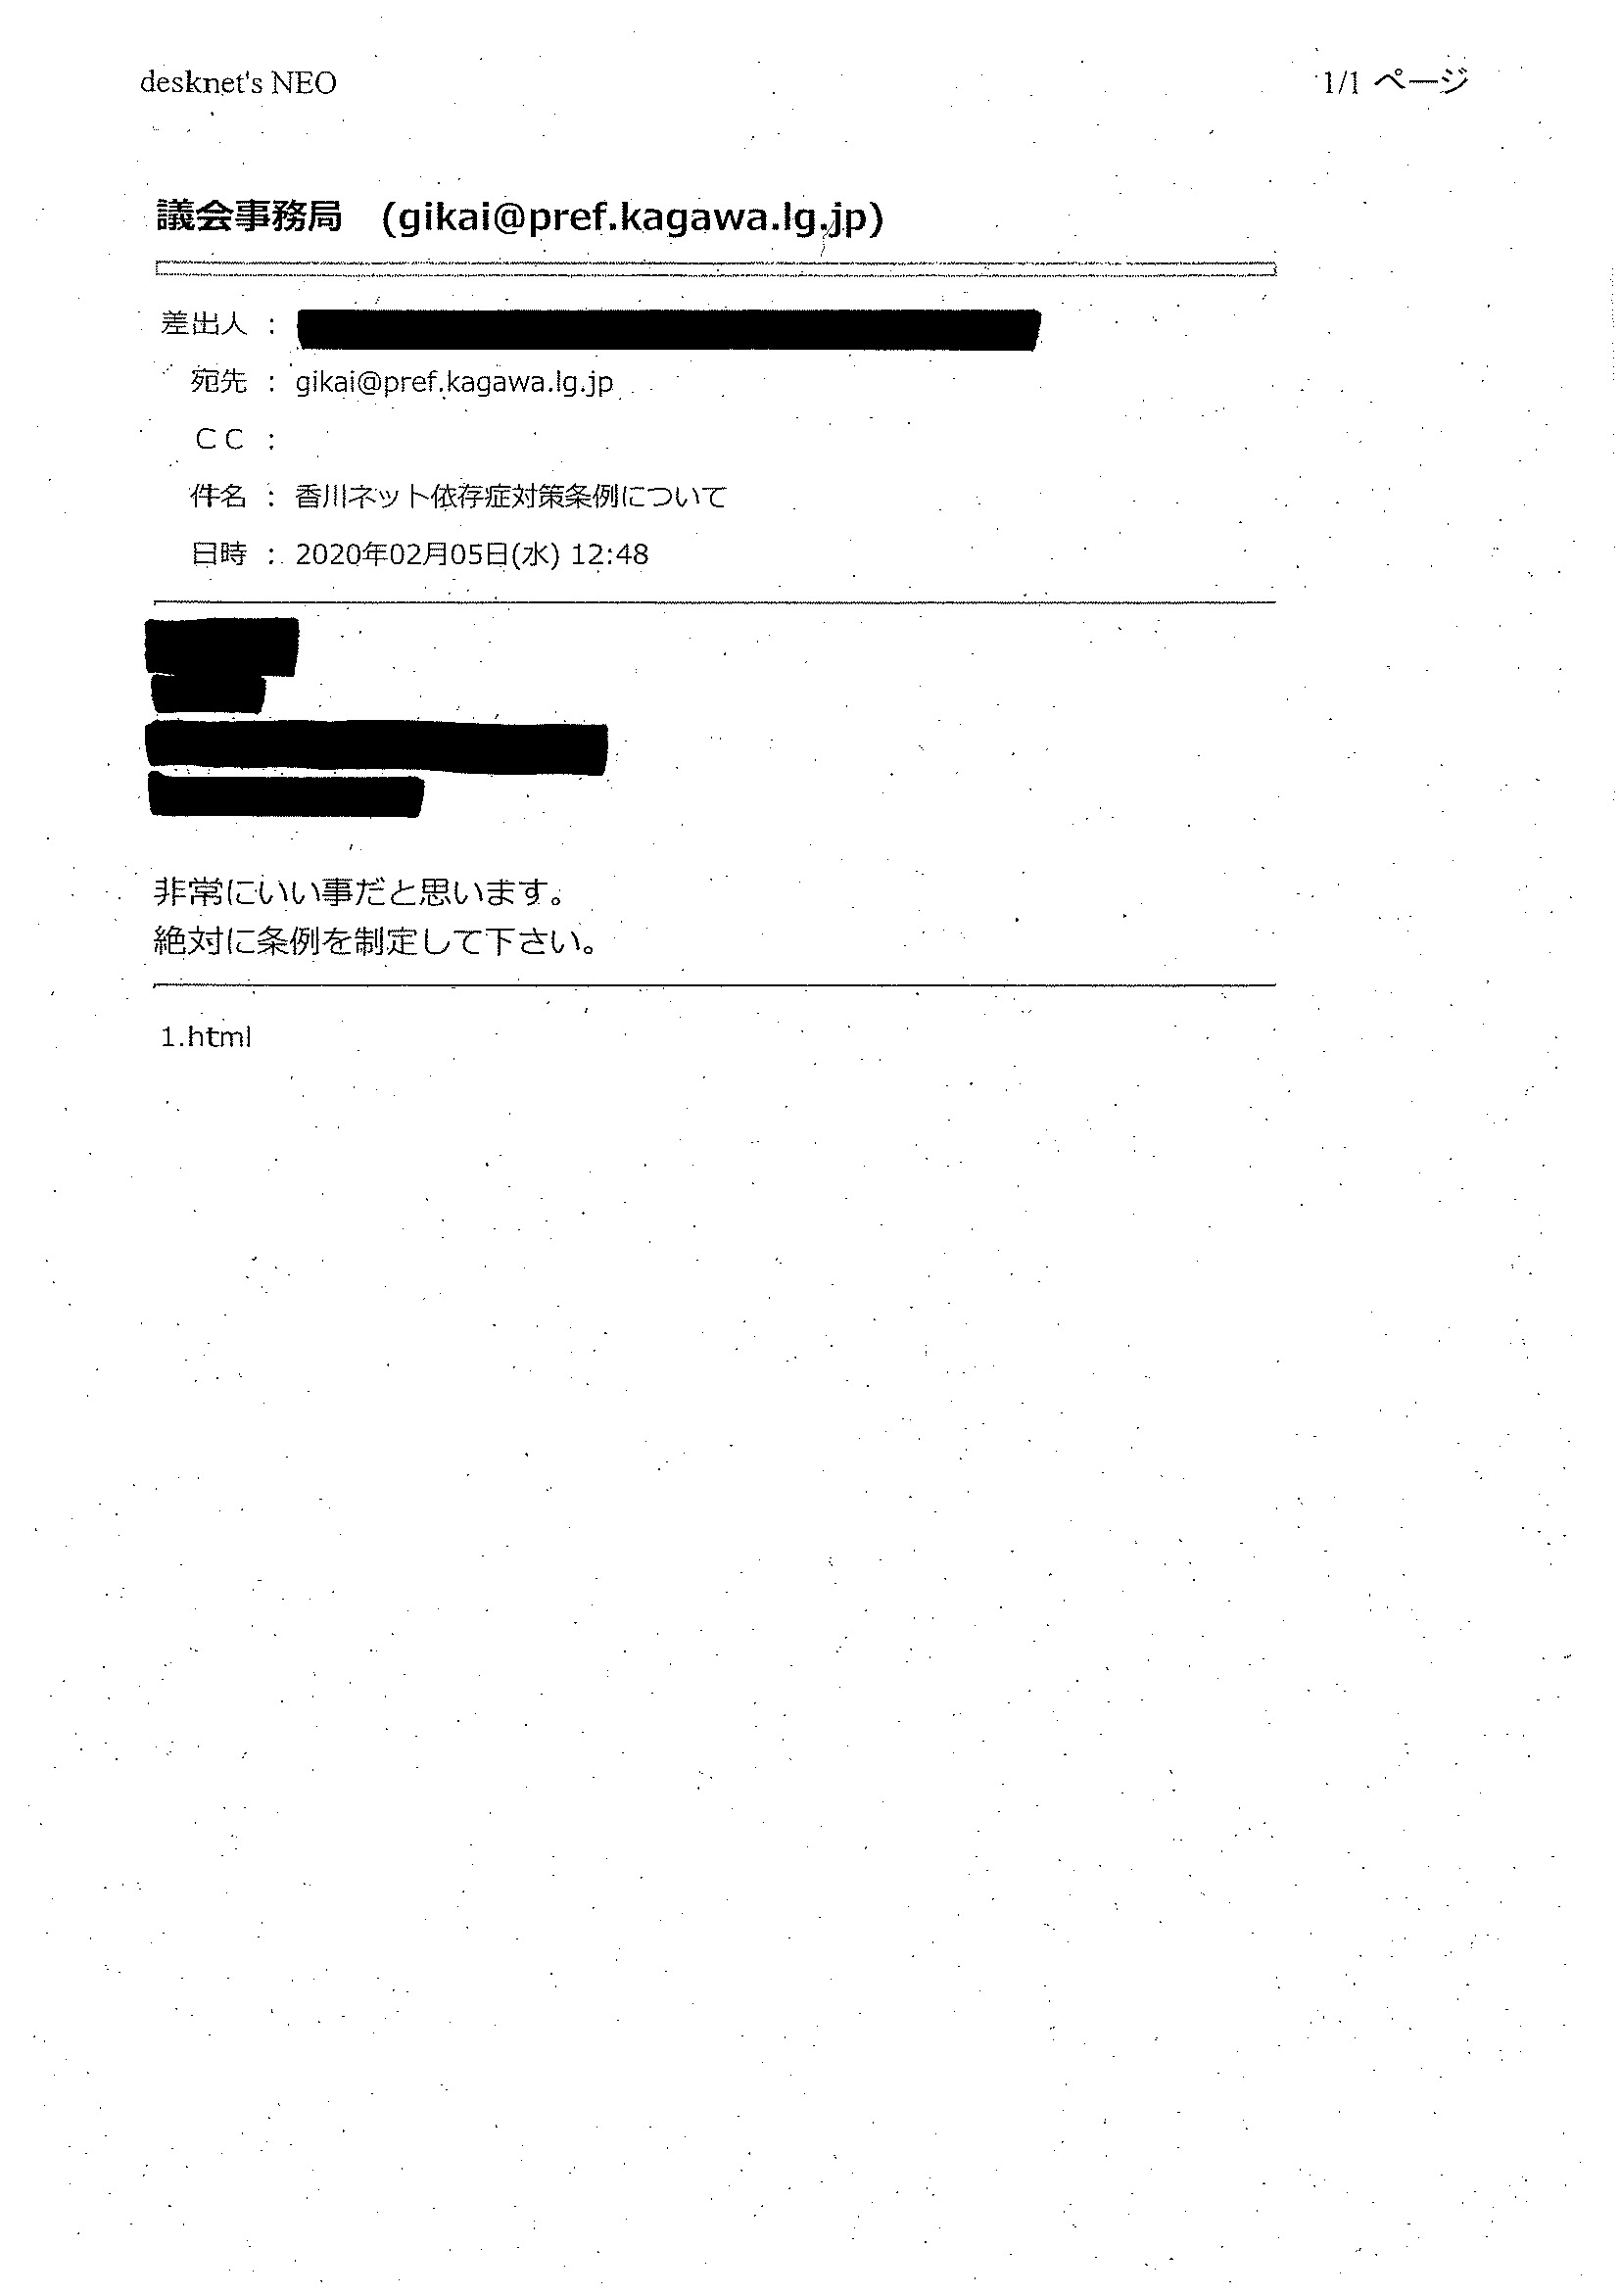 desknet's NEO
1/1 ページ
議会事務局 (gikai@pref.kagawa.lg.jp)
差出人 :
宛先 : gikai@pref.kagawa.lg.jp
ＣＣ :
件名 : 香川ネット依存症対策条例について
日時 : 2020年02月05日(水) 12:48
非常にいい事だと思います。
絶対に条例を制定して下さい。
1.html